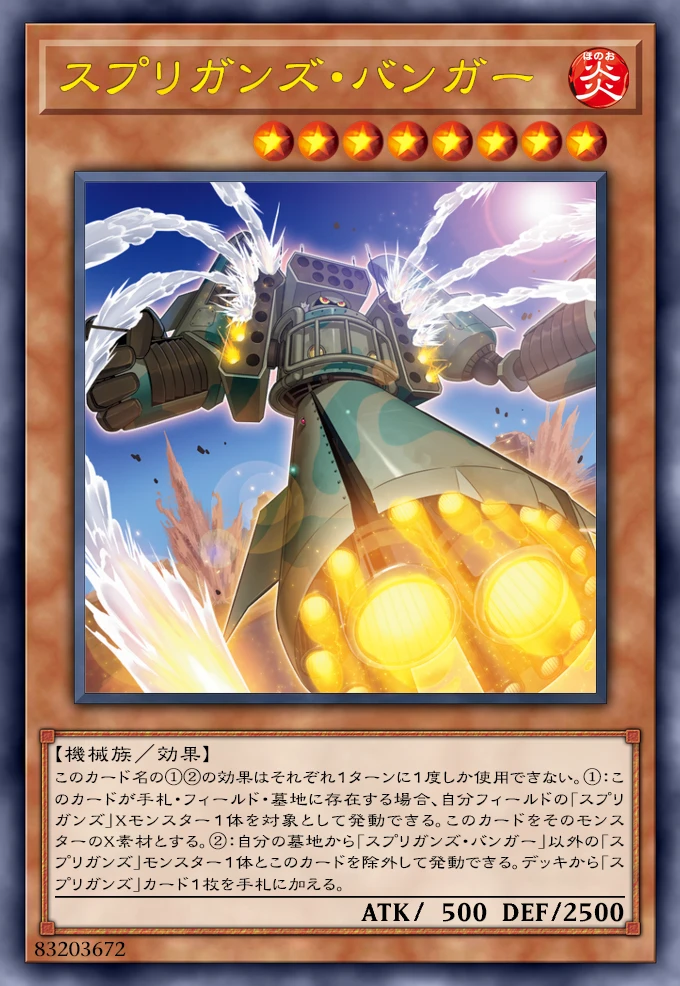 スプリガンズ・バンガー
ほのお
炎
【機械族／効果】
このカード名の①②の効果はそれぞれ1ターンに1度しか使用できない。①：こ
のカードが手札・フィールド・墓地に存在する場合、自分フィールドの「スプリ
ガンズ」Xモンスター1体を対象として発動できる。このカードをそのモンス
ターのX素材とする。②：自分の墓地から「スプリガンズ・バンガー」以外の「ス
プリガンズ」モンスター1体とこのカードを除外して発動できる。デッキから「ス
プリガンズ」カード1枚を手札に加える。
ATK/ 500 DEF/2500
83203672